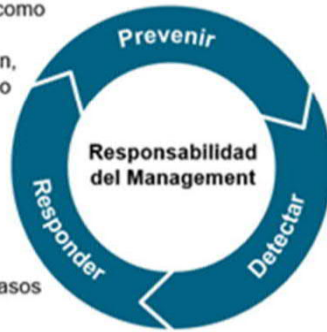 como
n,
o
Prevenir
Responsabilidad
del Management
Responder
Detectar
asos